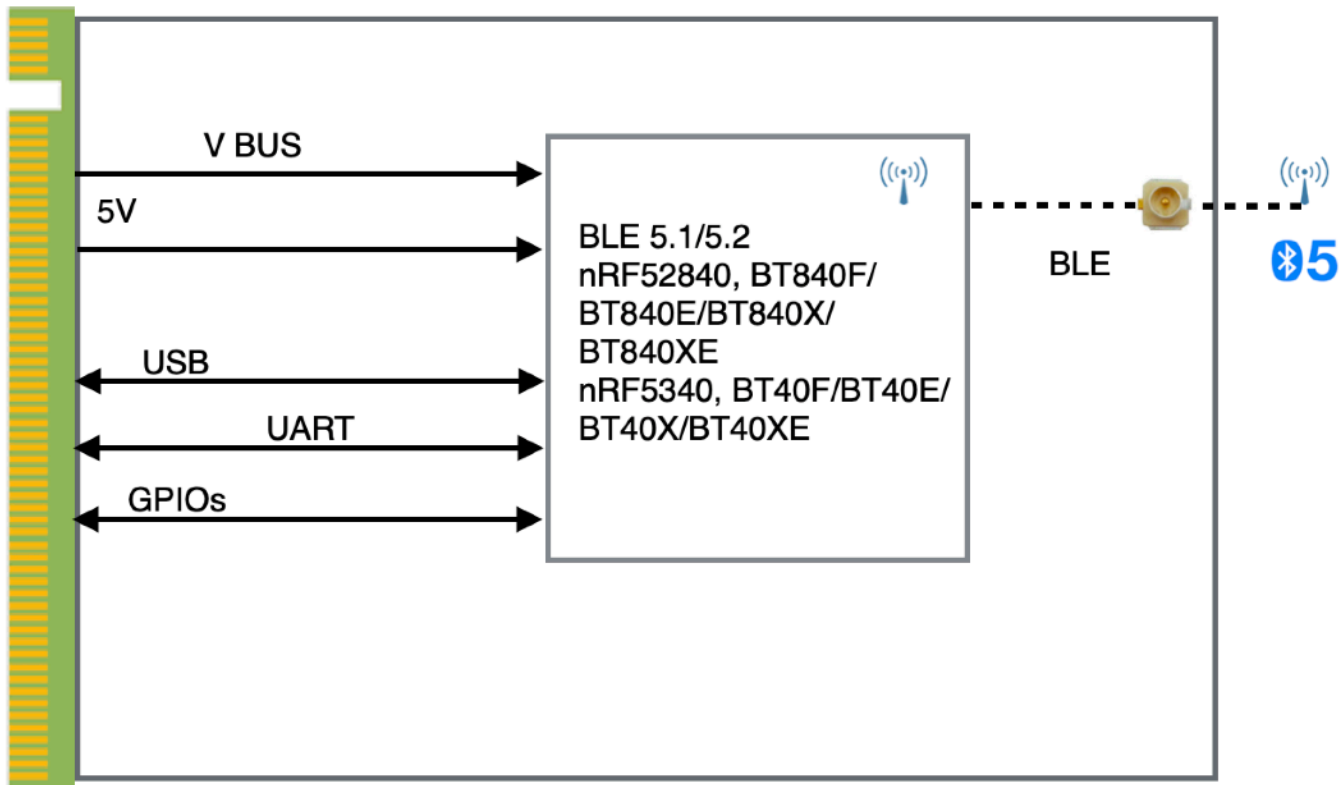 V BUS
5V
USB
UART
GPIOs
BLE 5.1/5.2
nRF52840, BT840F/
BT840E/BT840X/
BT840XE
nRF5340, BT40F/BT40E/
BT40X/BT40XE
BLE
5